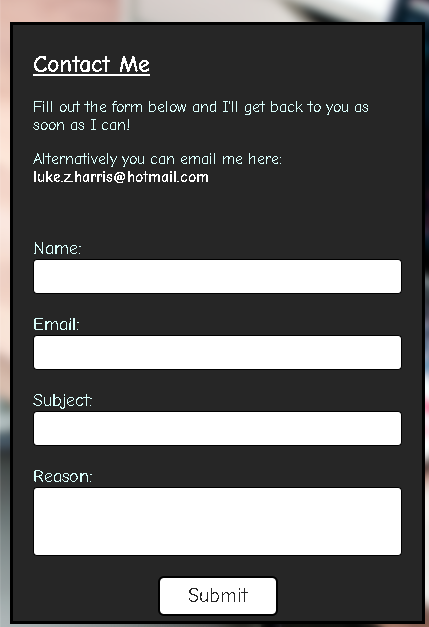 Contact Me
Fill out the form below and I'll get back to you as
soon as I can!
Alternatively you can email me here:
luke.z.harris@hotmail.com
Name:
Email:
Subject:
Reason:
Submit